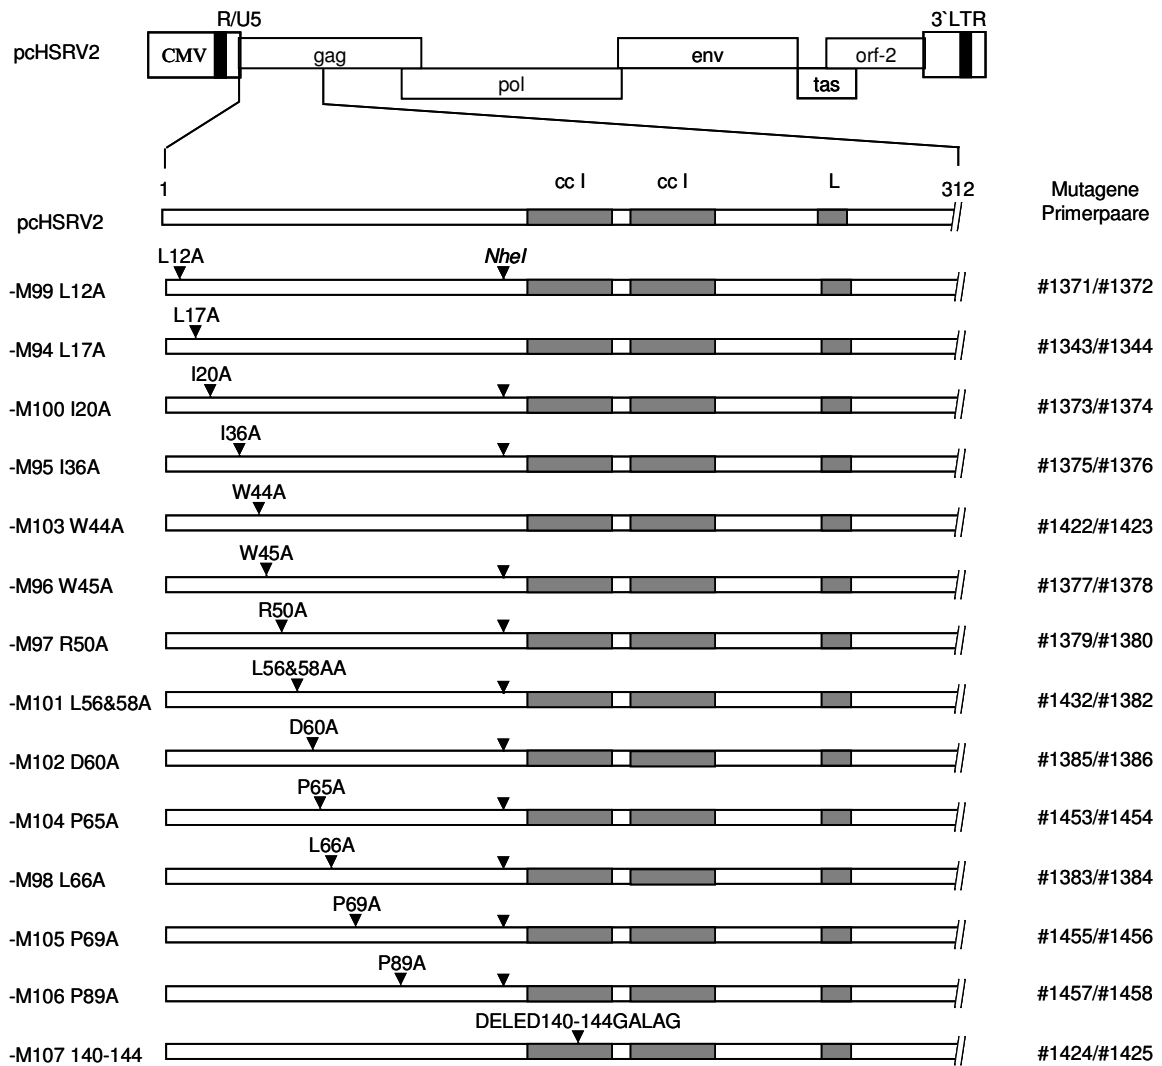 R/U5 3`LTR
pcHSRV2 CMV gag env orf-2
pol tas
cc I cc I L
1 312 Mutagene
pcHSRV2 Primerpaare
L12A NheI
-M99 L12A #1371/#1372
L17A
-M94 L17A #1343/#1344
I20A
-M100 I20A #1373/#1374
I36A
-M95 I36A #1375/#1376
W44A
-M103 W44A #1422/#1423
W45A
-M96 W45A #1377/#1378
R50A
-M97 R50A #1379/#1380
L56&58AA
-M101 L56&58A #1432/#1382
D60A
-M102 D60A #1385/#1386
P65A
-M104 P65A #1453/#1454
L66A
-M98 L66A #1383/#1384
P69A
-M105 P69A #1455/#1456
P89A
-M106 P89A #1457/#1458
DELED140-144GALAG
-M107 140-144 #1424/#1425